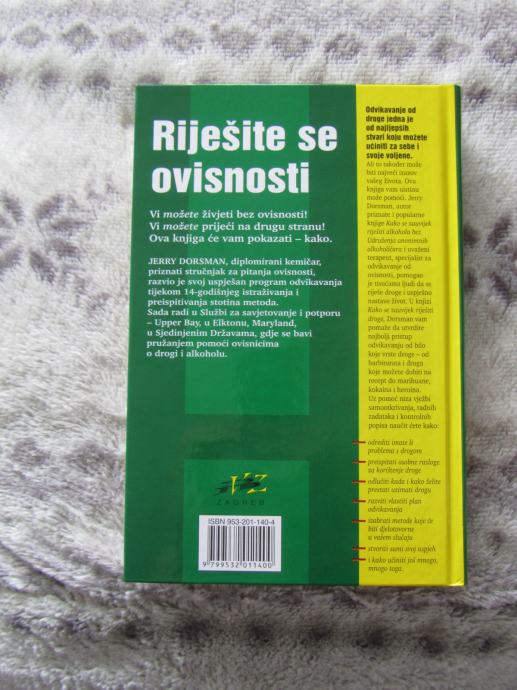 Riješite se
ovisnosti
Vi možete živjeti bez ovisnosti!
Vi možete prijeći na drugu stranu!
Ova knjiga će vam pokazati – kako.
JERRY DORSMAN, diplomirani kemičar,
priznati stručnjak za pitanja ovisnosti,
razvio je svoj uspješan program odvikavanja
tijekom 14-godišnjeg istraživanja i
preispitivanja stotina metoda.
Sada radi u Službi za savjetovanje i potporu
– Upper Bay, u Elktonu, Maryland,
u Sjedinjenim Državama, gdje se bavi
pružanjem pomoći ovisnicima
o drogi i alkoholu.
VZ
ZAGREB
ISBN 953-201-140-4
9 799532 011400
Odvikavanje od
droge jedna je
od najljepših
stvari koju možete
učiniti za sebe i
svoje voljene.
Ali to također može
biti najveći izazov
vašeg života. Ova
knjiga vam uistinu
može pomoći. Jerry
Dorsman, autor
priznate i popularne
knjige Kako se zauvijek
riješiti alkohola bez
Udruženja anonimnih
alkoholičara i uvaženi
terapeut, specijalist za
odvikavanje od
ovisnosti, pomogao
je tisućama ljudi da se
riješe droge i uspješno
nastave život. U knjizi
Kako se zauvijek riješiti
droga, Dorsman vam
pomaže da utvrdite
najbolji pristup
odvikavanju od bilo
koje vrste droge – od
barbiturata i droga
koje možete dobiti na
recept do marihuane,
kokaina i heroina.
Uz pomoć niza vježbi
samootkrivanja, radnih
zadataka i kontrolnih
popisa naučit ćete kako:
odrediti imate li
problema s drogom
preispitati osobne razloge
za korištenje droge
odlučiti kada i kako želite
prestati uzimati drogu
razviti vlastiti plan
odvikavanja
izabrati metode koje će
biti djelotvorne
u vašem slučaju
stvoriti sami svoj uspjeh
i kako učiniti još mnogo,
mnogo toga.